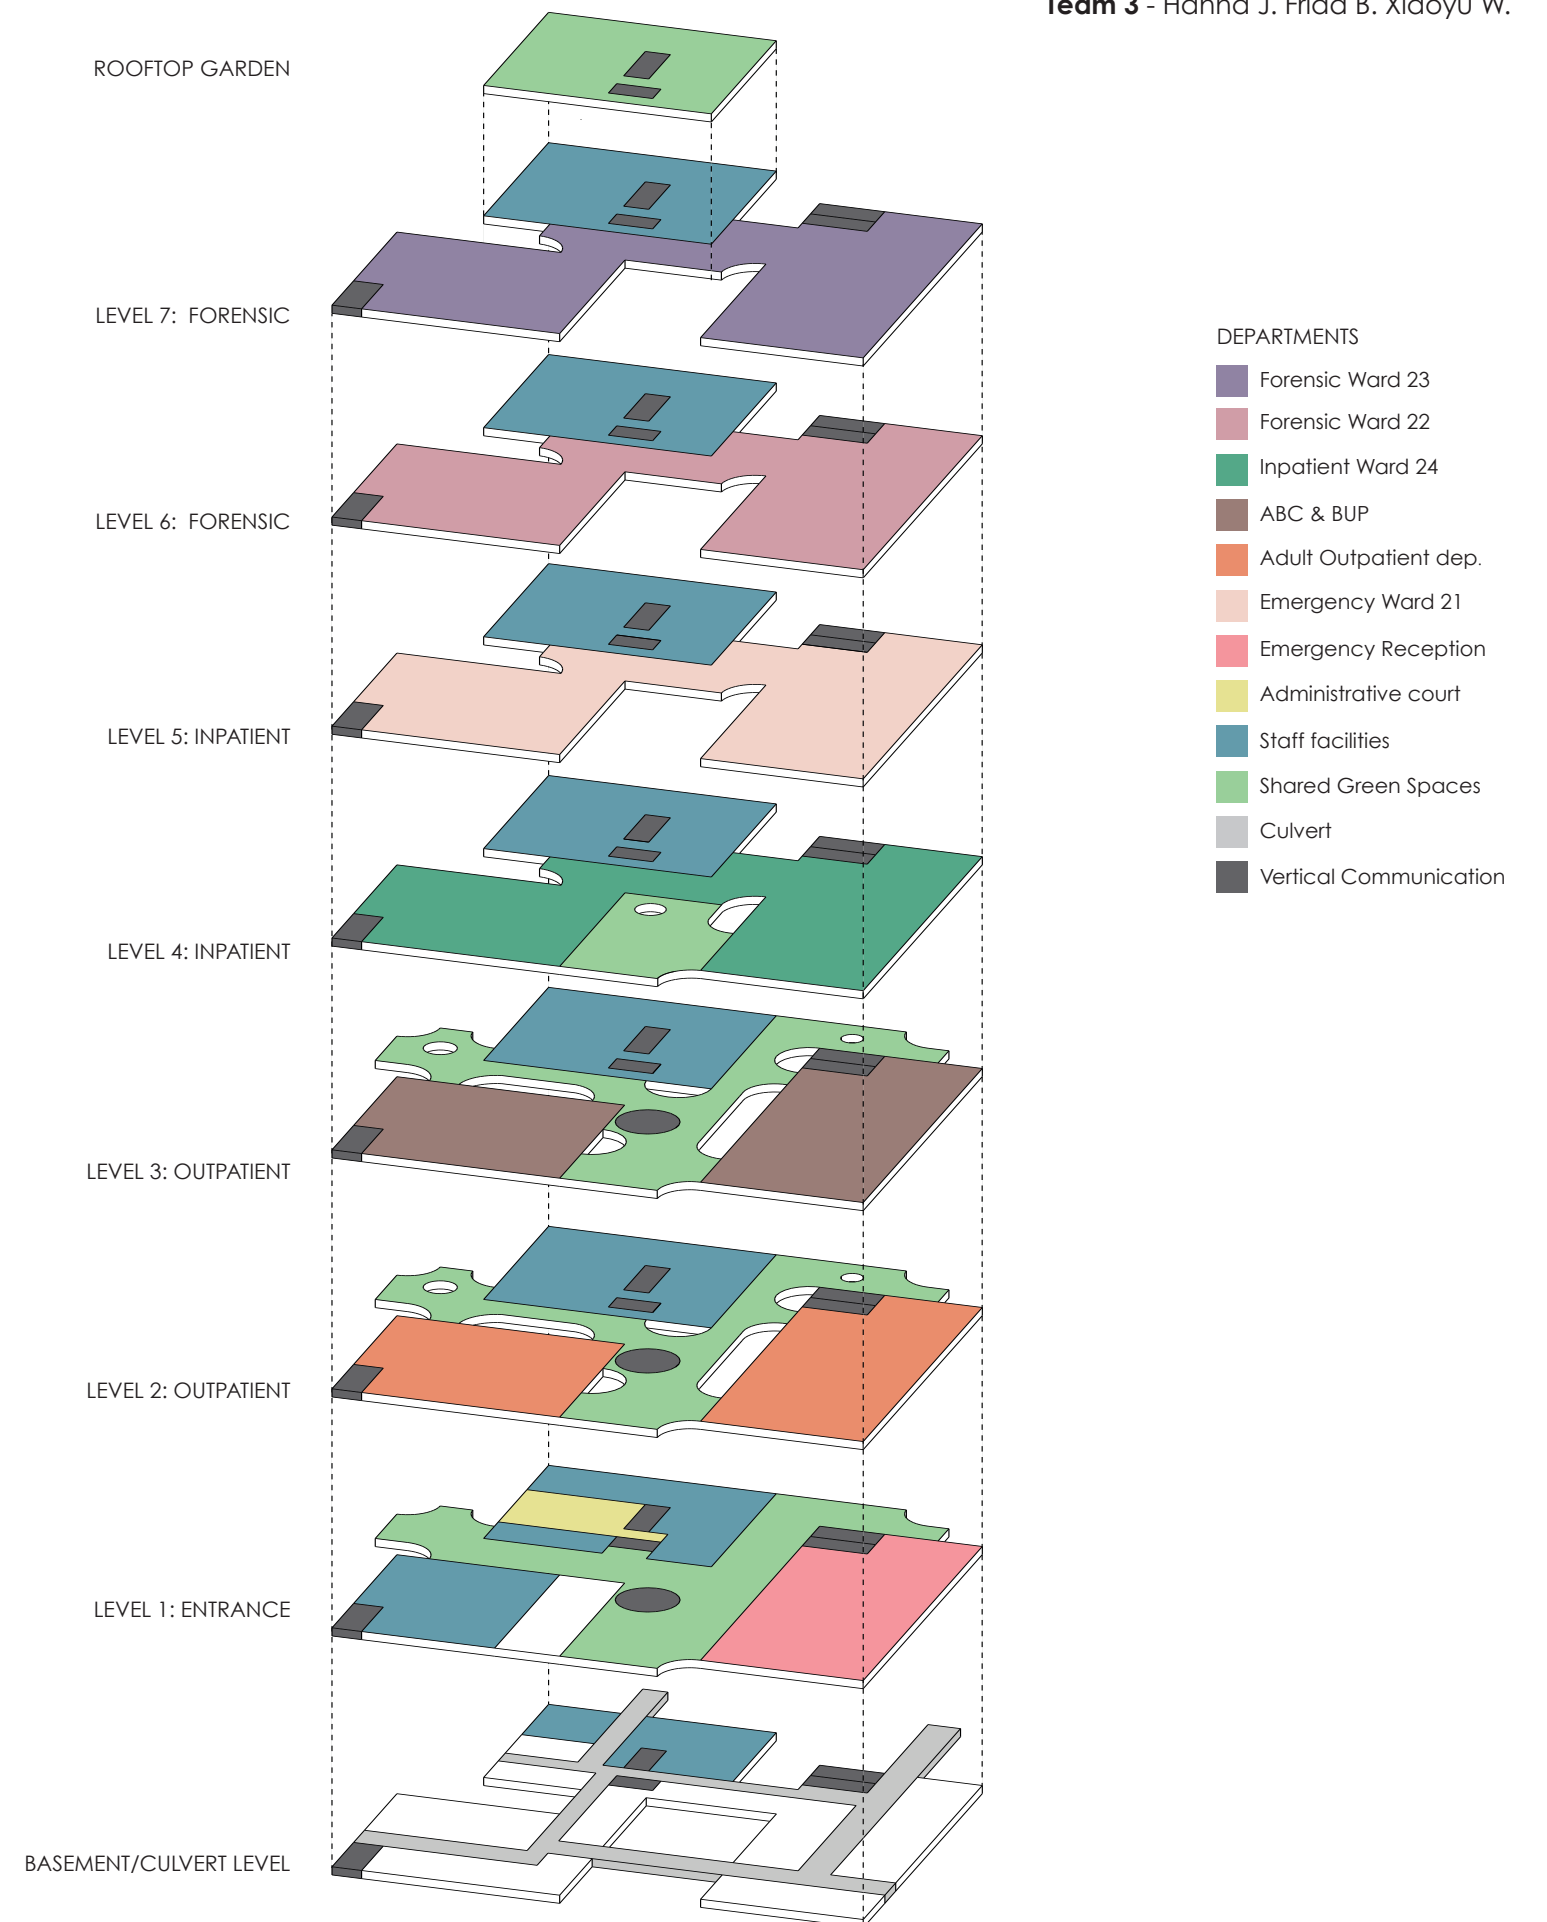 Team 3 - Hanna J. Frida B. Xiaoyu W.
ROOFTOP GARDEN
LEVEL 7: FORENSIC
LEVEL 6: FORENSIC
LEVEL 5: INPATIENT
LEVEL 4: INPATIENT
LEVEL 3: OUTPATIENT
LEVEL 2: OUTPATIENT
LEVEL 1: ENTRANCE
BASEMENT/CULVERT LEVEL
DEPARTMENTS
Forensic Ward 23
Forensic Ward 22
Inpatient Ward 24
ABC & BUP
Adult Outpatient dep.
Emergency Ward 21
Emergency Reception
Administrative court
Staff facilities
Shared Green Spaces
Culvert
Vertical Communication